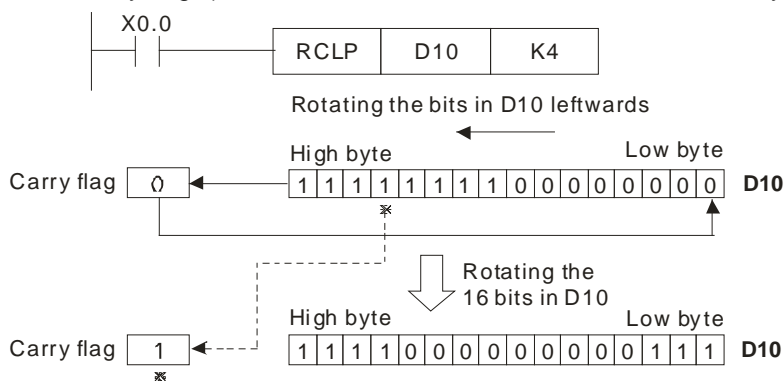 X0.0
RCLP D10 K4
Rotating the bits in D10 leftwards
High byte Low byte
Carry flag 0 1 1 1 1 1 1 1 1 0 0 0 0 0 0 0 0 D10
Rotating the
16 bits in D10
High byte Low byte
Carry flag 1 1 1 1 1 0 0 0 0 0 0 0 0 0 1 1 1 D10